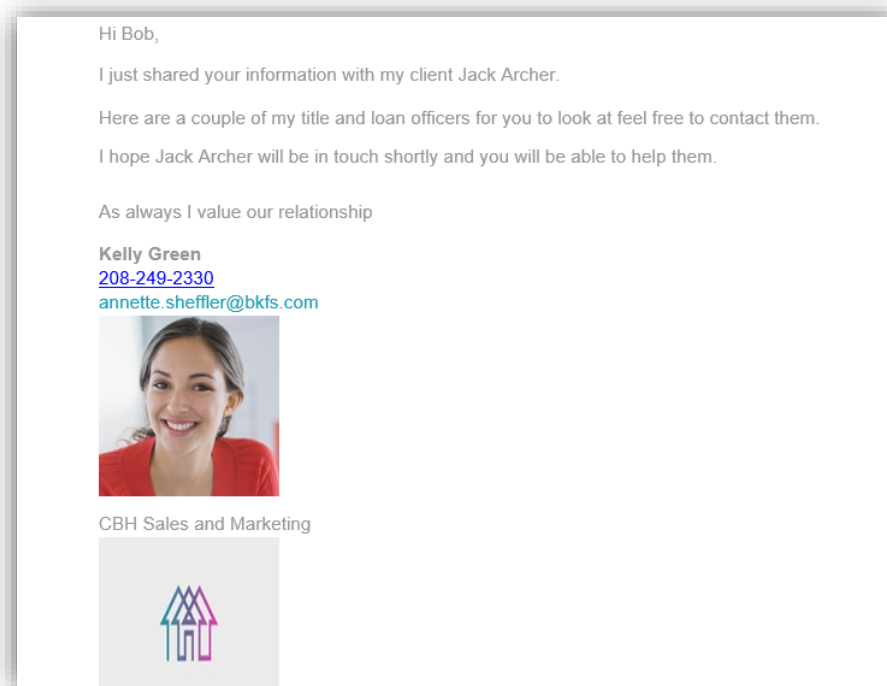 Hi Bob,
I just shared your information with my client Jack Archer.
Here are a couple of my title and loan officers for you to look at feel free to contact them.
I hope Jack Archer will be in touch shortly and you will be able to help them.
As always I value our relationship
Kelly Green
208-249-2330
annette.sheffler@bkfs.com
CBH Sales and Marketing